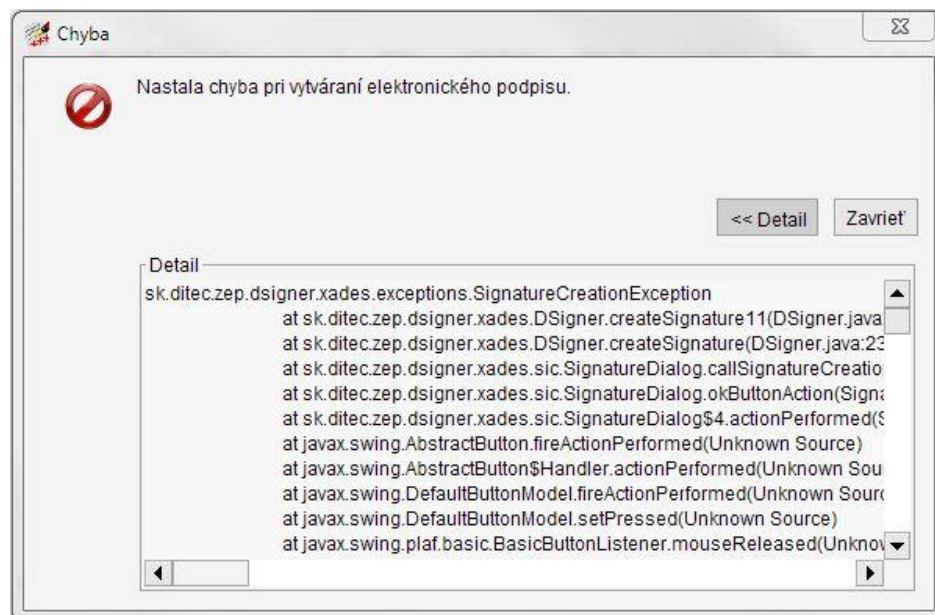 Chyba
Nastala chyba pri vytváraní elektronického podpisu.
<< Detail
Zavrieť
Detail
sk.ditec.zep.dsigner.xades.exceptions.SignatureCreationException
at sk.ditec.zep.dsigner.xades.DSigner.createSignature11(DSigner.java
at sk.ditec.zep.dsigner.xades.DSigner.createSignature(DSigner.java:23
at sk.ditec.zep.dsigner.xades.sic.SignatureDialog.callSignatureCreatio
at sk.ditec.zep.dsigner.xades.sic.SignatureDialog.okButtonAction(Signa
at sk.ditec.zep.dsigner.xades.sic.SignatureDialog$4.actionPerformed(S
at javax.swing.AbstractButton.fireActionPerformed(Unknown Source)
at javax.swing.AbstractButton$Handler.actionPerformed(Unknown Sou
at javax.swing.DefaultButtonModel.fireActionPerformed(Unknown Sourc
at javax.swing.DefaultButtonModel.setPressed(Unknown Source)
at javax.swing.plaf.basic.BasicButtonListener.mouseReleased(Unknov